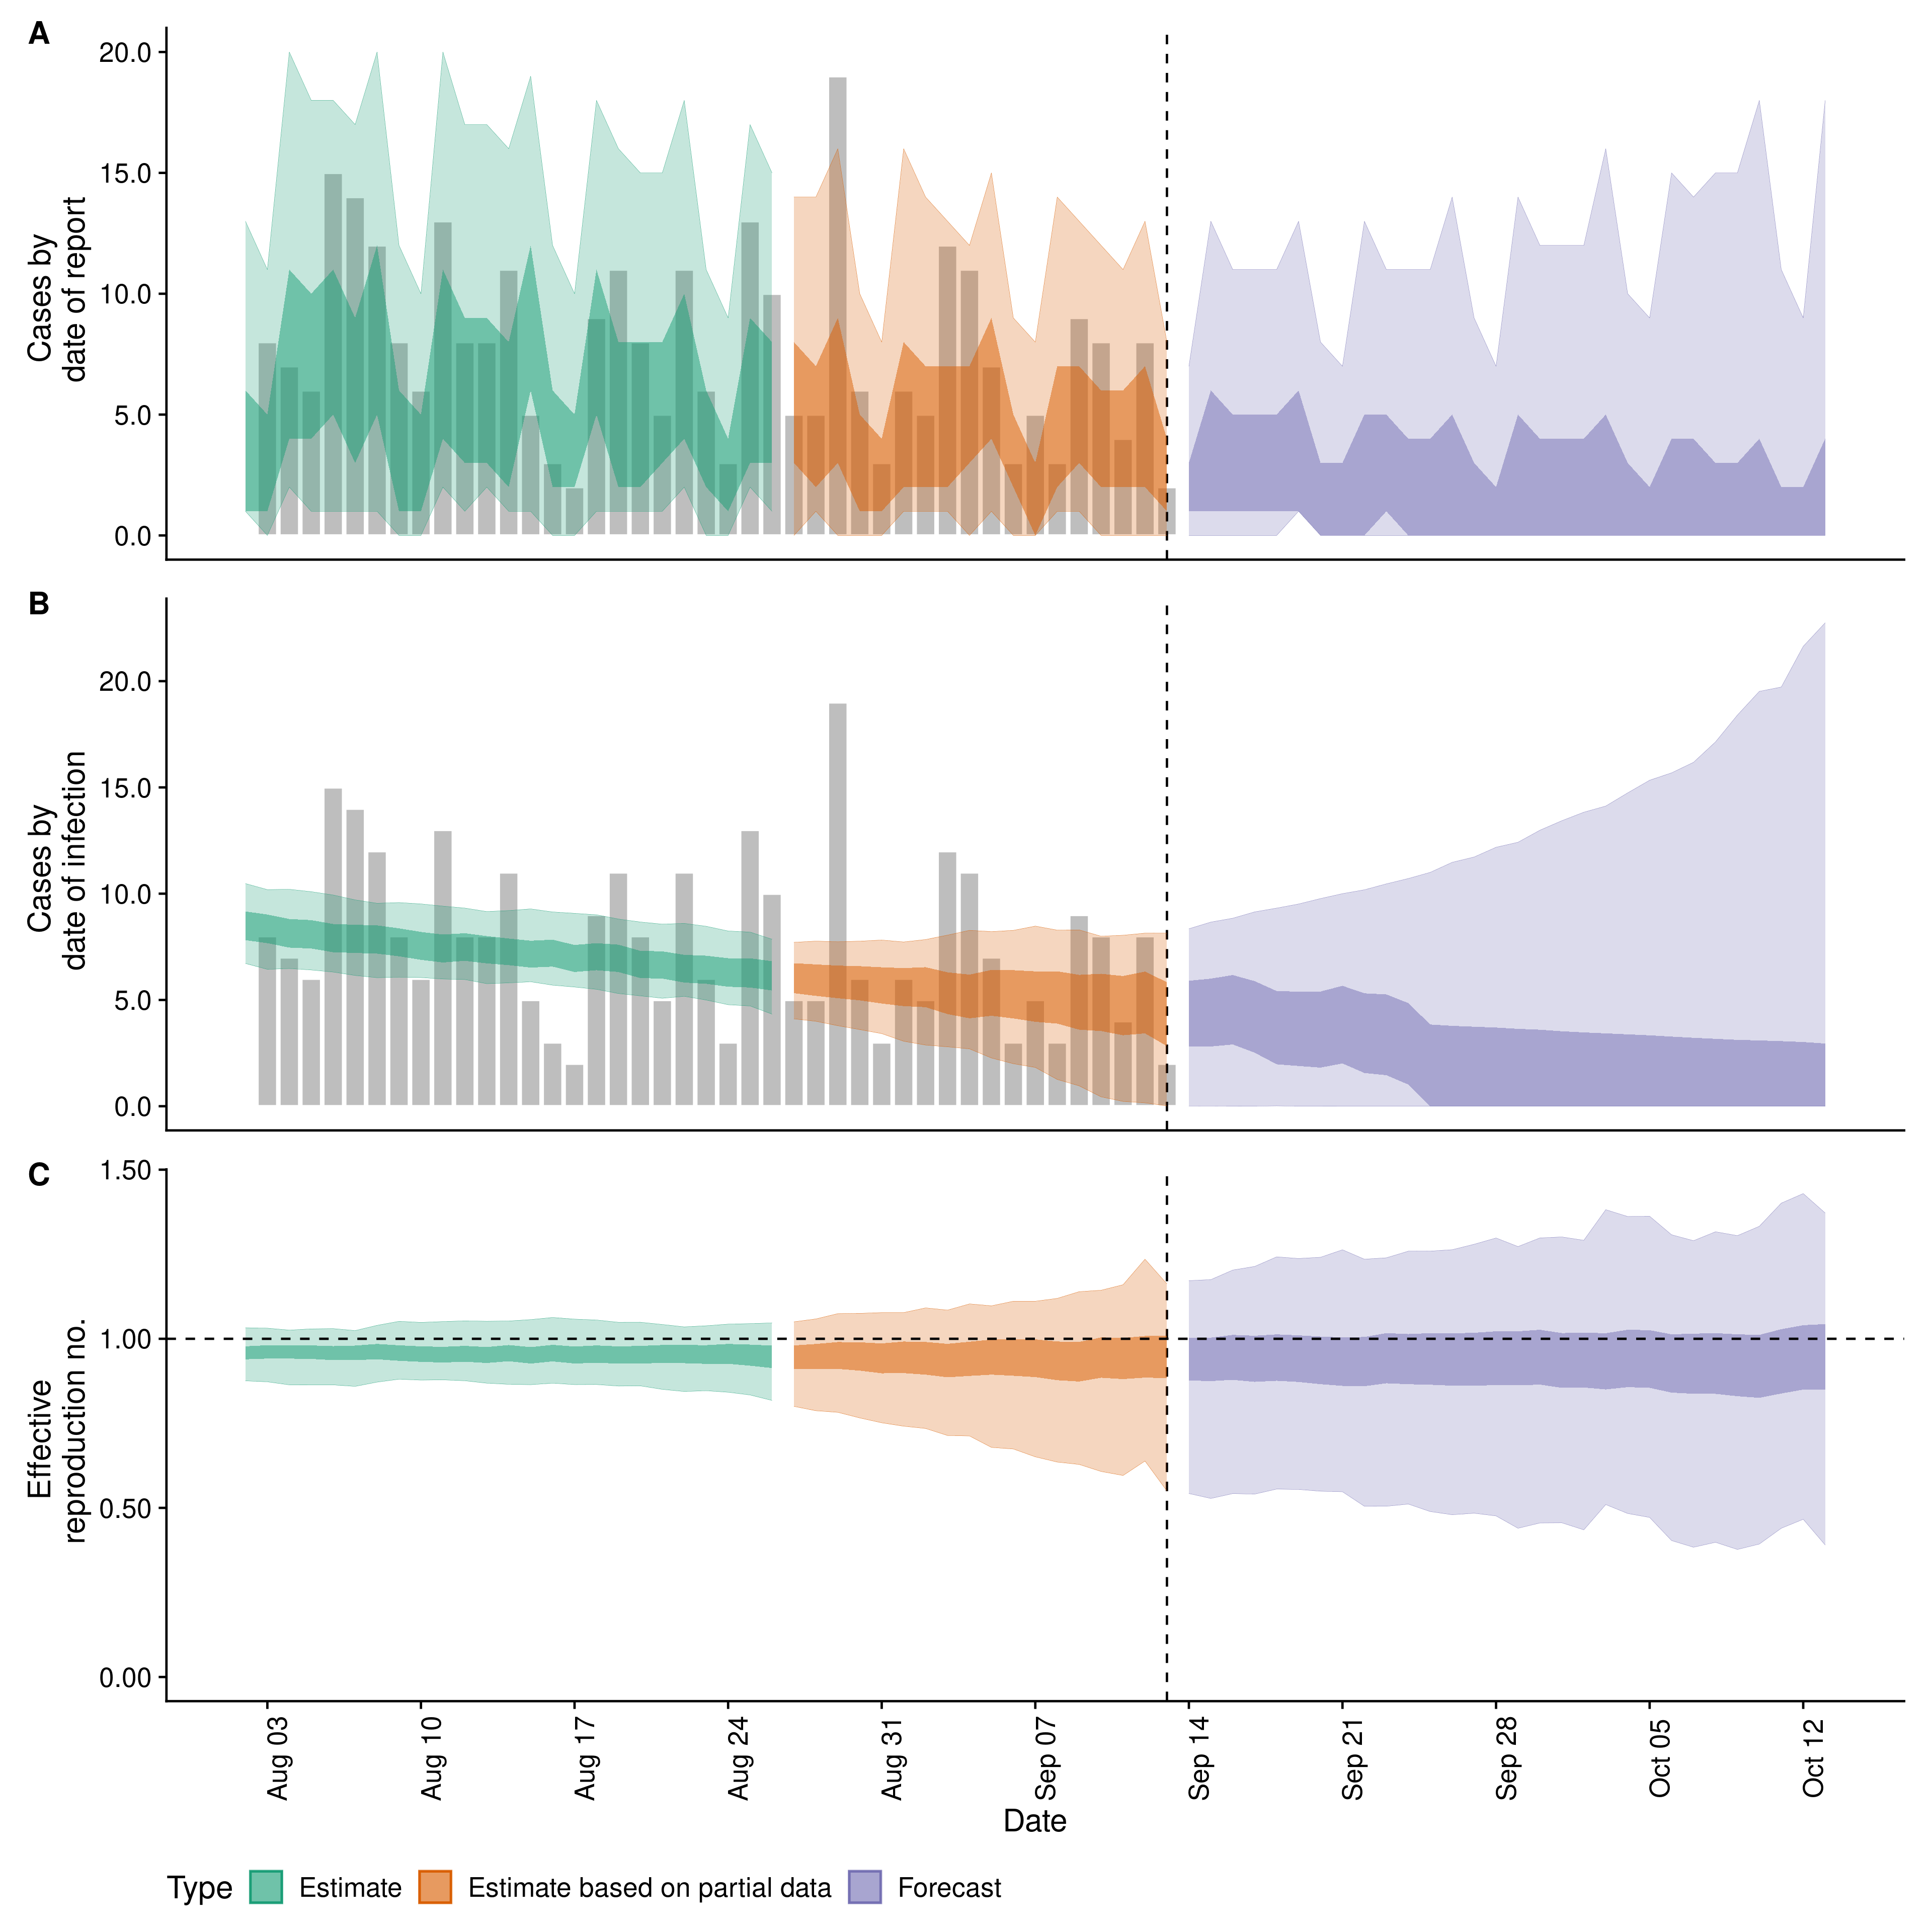 A
20.0
15.0
10.0
5.0
0.0
Cases by
date of report
B
20.0
15.0
10.0
5.0
0.0
Cases by
date of infection
C
1.50
1.00
0.50
0.00
Effective
reproduction no.
Aug 03
Aug 10
Aug 17
Aug 24
Aug 31
Sep 07
Sep 14
Sep 21
Sep 28
Oct 05
Oct 12
Date
Type Estimate Estimate based on partial data Forecast